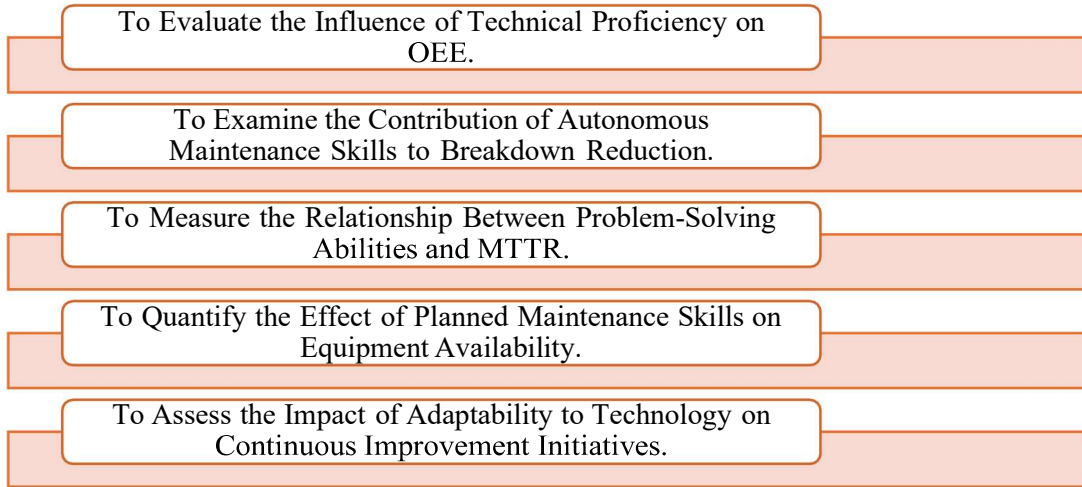 To Evaluate the Influence of Technical Proficiency on
OEE.
To Examine the Contribution of Autonomous
Maintenance Skills to Breakdown Reduction.
To Measure the Relationship Between Problem-Solving
Abilities and MTTR.
To Quantify the Effect of Planned Maintenance Skills on
Equipment Availability.
To Assess the Impact of Adaptability to Technology on
Continuous Improvement Initiatives.